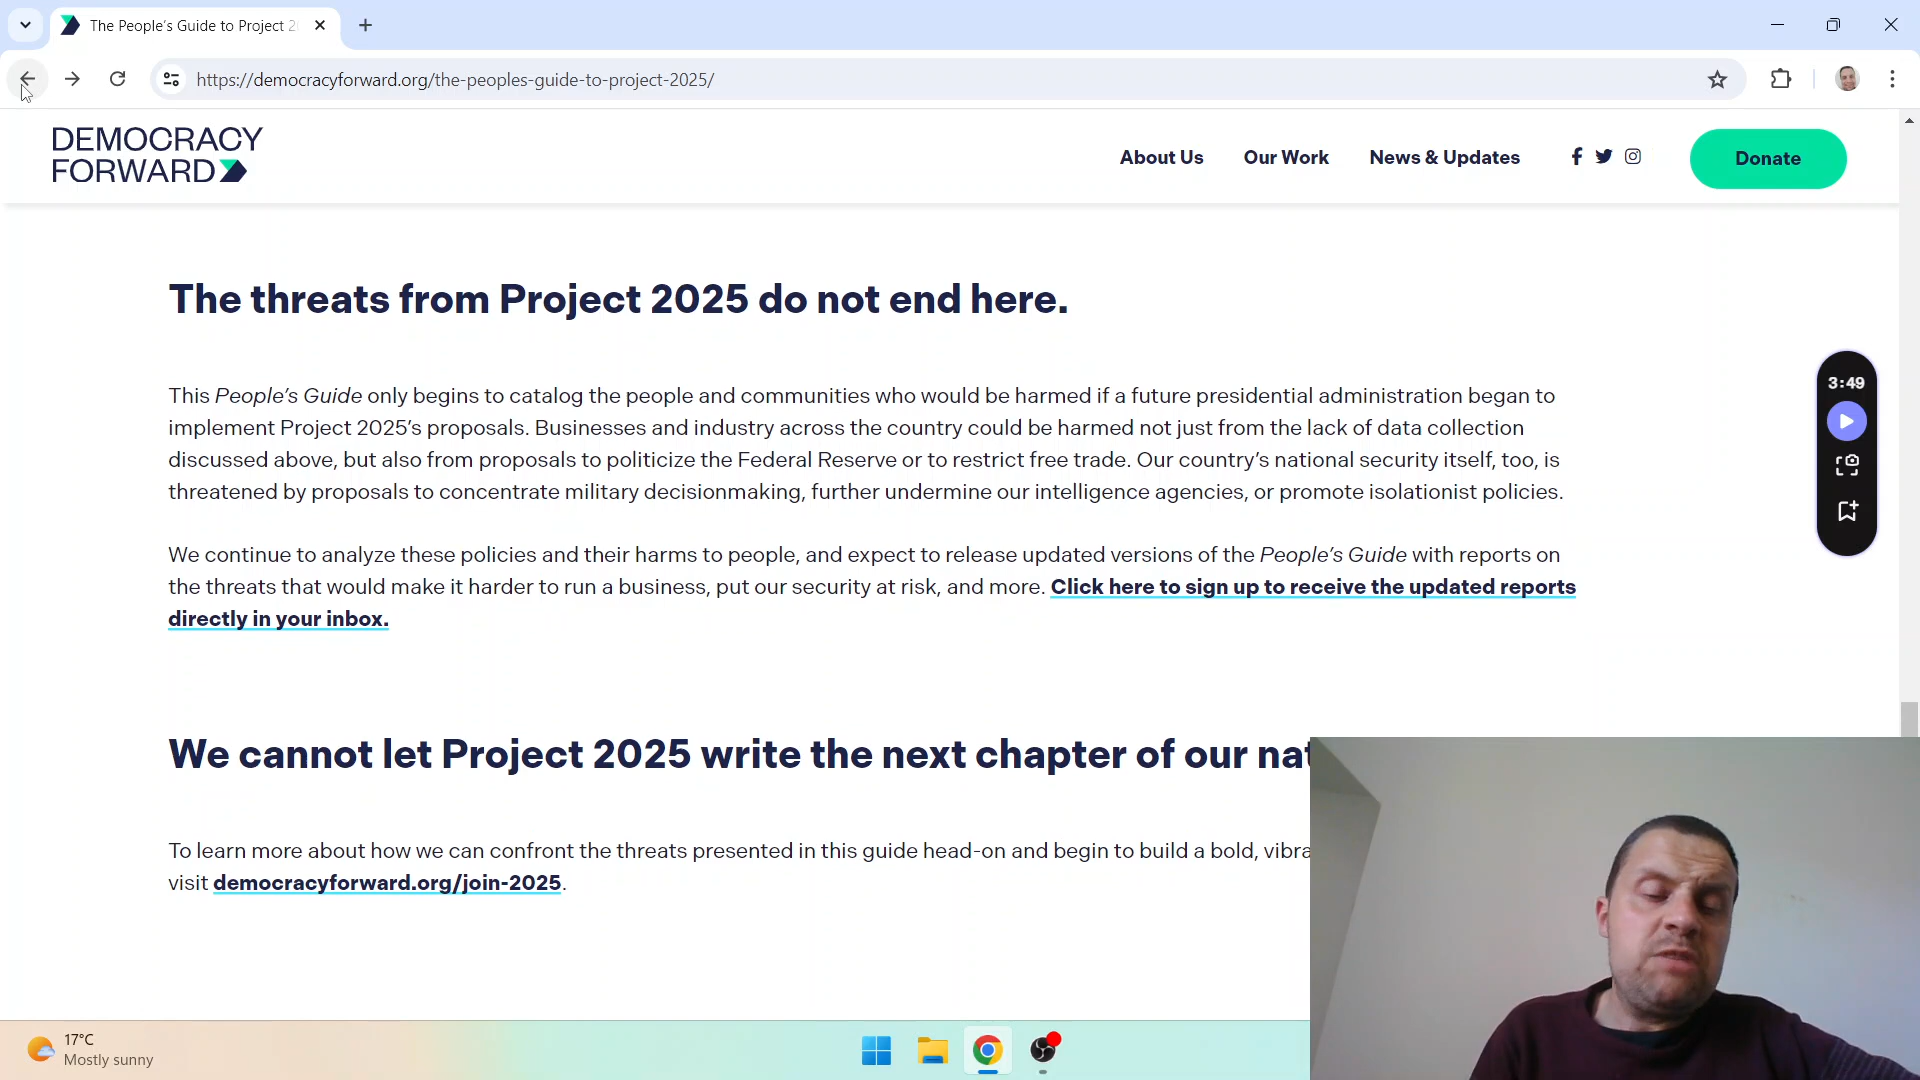 The People's Guide to Project 2
https://democracyforward.org/the-peoples-guide-to-project-2025/
DEMOCRACY
FORWARD
About Us
Our Work
News & Updates
Donate
The threats from Project 2025 do not end here.
3:49
This People's Guide only begins to catalog the people and communities who would be harmed if a future presidential administration began to
implement Project 2025's proposals. Businesses and industry across the country could be harmed not just from the lack of data collection
discussed above, but also from proposals to politicize the Federal Reserve or to restrict free trade. Our country's national security itself, too, is
threatened by proposals to concentrate military decisionmaking, further undermine our intelligence agencies, or promote isolationist policies.
We continue to analyze these policies and their harms to people, and expect to release updated versions of the People's Guide with reports on
the threats that would make it harder to run a business, put our security at risk, and more. Click here to sign up to receive the updated reports
directly in your inbox.
We cannot let Project 2025 write the next chapter of our
To learn more about how we can confront the threats presented in this guide head-on and begin to build a bold,
visit democracyforward.org/join-2025.
17°C
Mostly sunny